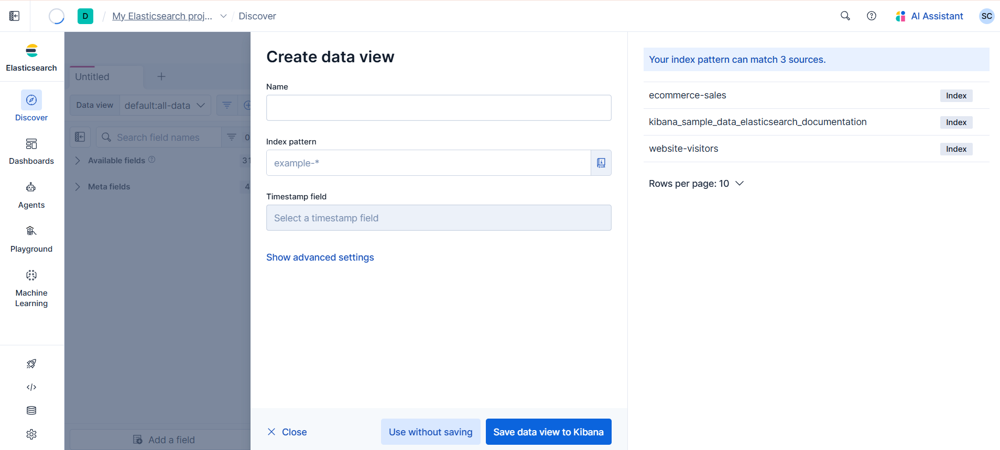 D / My Elasticsearch proj... / Discover
AI Assistant
SC
Elasticsearch
Discover
Dashboards
Agents
Playground
Machine
Learning
Untitled
Data view default:all-data
Search field names 0
Available fields 31
Meta fields 4
Add a field
Create data view
Name
Index pattern
example-*
Timestamp field
Select a timestamp field
Show advanced settings
Close
Use without saving
Save data view to Kibana
Your index pattern can match 3 sources.
ecommerce-sales Index
kibana_sample_data_elasticsearch_documentation Index
website-visitors Index
Rows per page: 10